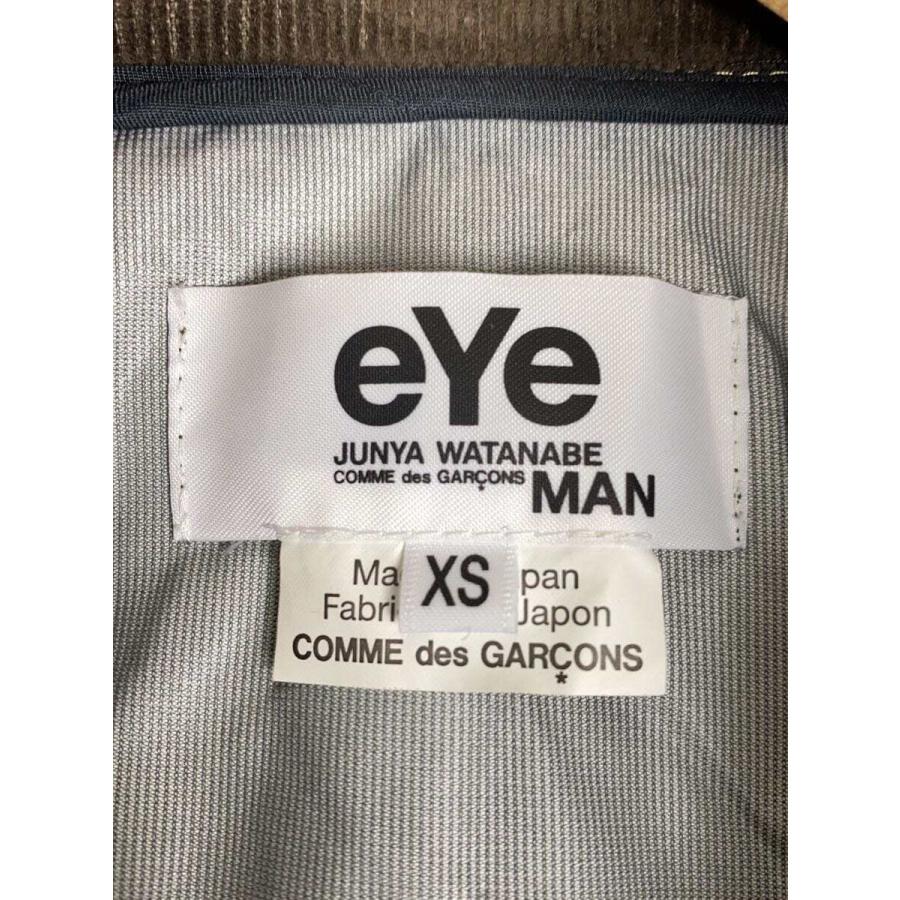 eYe
JUNYA WATANABE
COMME des GARÇONS MAN
XS
Ma pan
Fabri Japon
COMME des GARÇONS
*